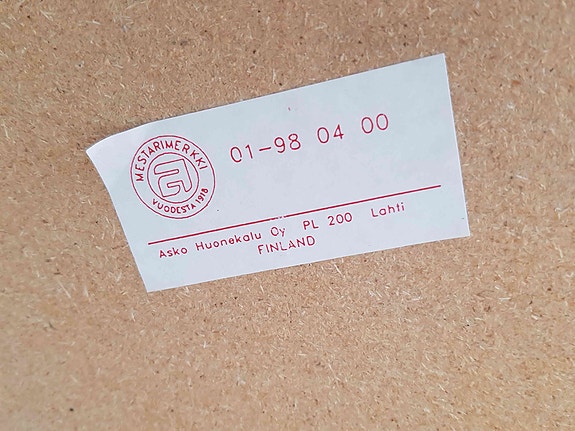 MESTARIMERKKI
VUODESTA 1918
01-98 04 00
Asko Huonekalu Oy PL 200 Lahti
FINLAND